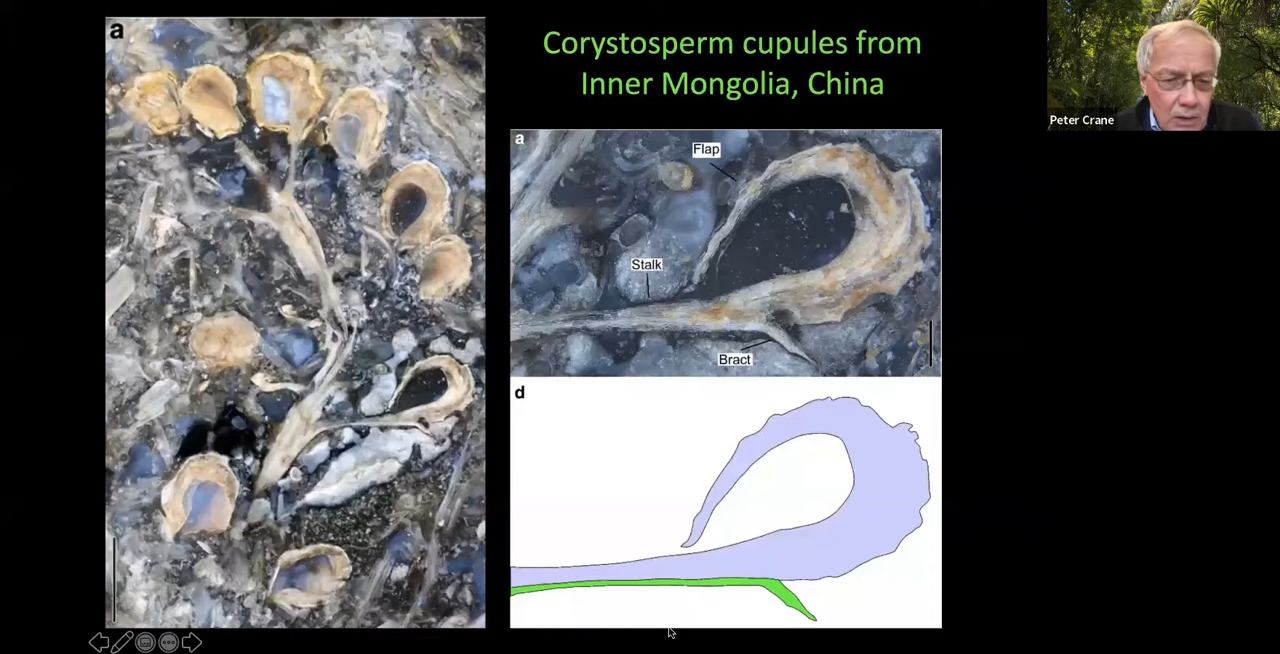 a
Corystosperm cupules from
Inner Mongolia, China
Peter Crane
a
Flap
Stalk
Bract
d